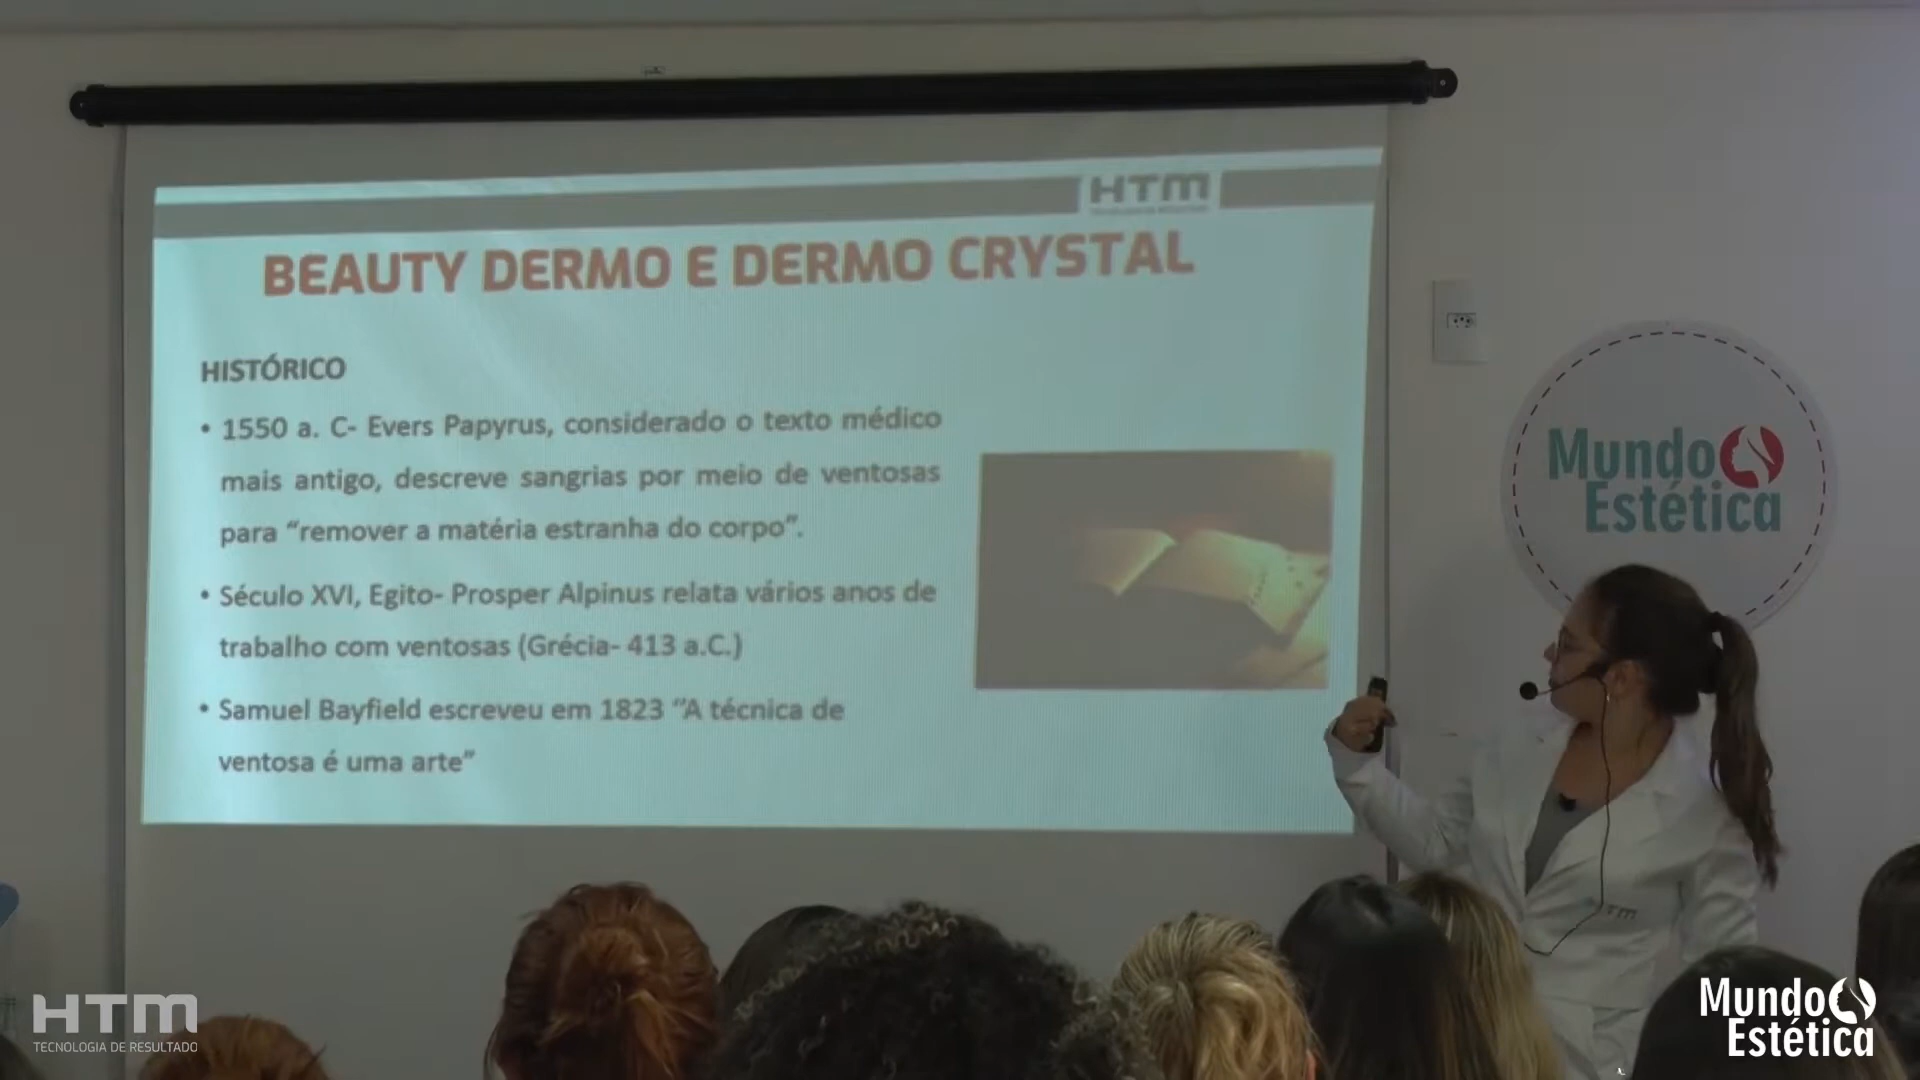 HTM
BEAUTY DERMO E DERMO CRYSTAL
HISTÓRICO
• 1550 a. C- Evers Papyrus, considerado o texto médico
mais antigo, descreve sangrias por meio de ventosas
para “remover a matéria estranha do corpo”.
• Século XVI, Egito- Prosper Alpinus relata vários anos de
trabalho com ventosas (Grécia- 413 a.C.)
• Samuel Bayfield escreveu em 1823 “A técnica de
ventosa é uma arte”
Mundo
Estética
HTM
HTM
TECNOLOGIA DE RESULTADO
Mundo
Estética